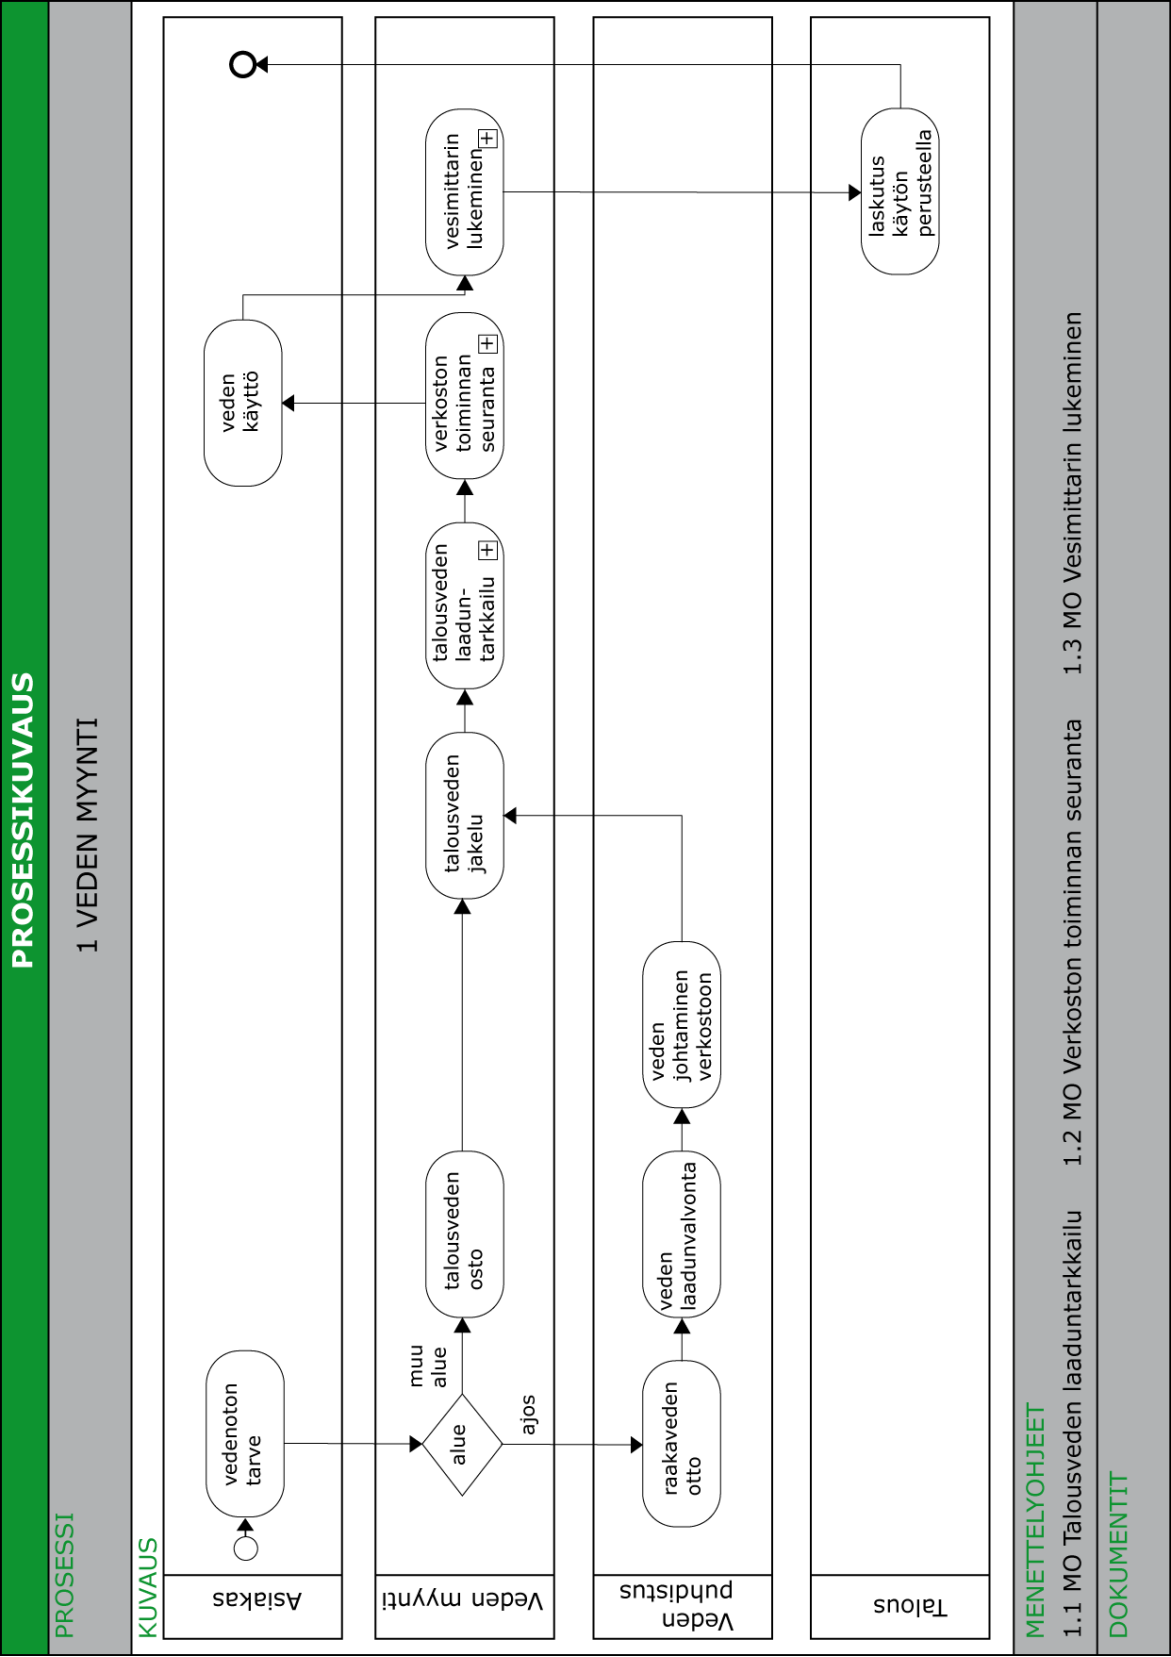 PROSESSIKUVAUS
PROSESSI
1 VEDEN MYYNTI
KUVAUS
Asiakas
vedenoton
tarve
veden
käyttö
Veden myynti
alue
muu
alue
ajos
talousveden
osto
talousveden
jakelu
talousveden
laadun-
tarkkailu
verkoston
toiminnan
seuranta
vesimittarin
lukeminen
Veden
puhdistus
raakaveden
otto
veden
laadunvalvonta
veden
johtaminen
verkostoon
Talous
laskutus
käytön
perusteella
MENETTELYOHJEET
1.1 MO Talousveden laaduntarkkailu 1.2 MO Verkoston toiminnan seuranta 1.3 MO Vesimittarin lukeminen
DOKUMENTIT